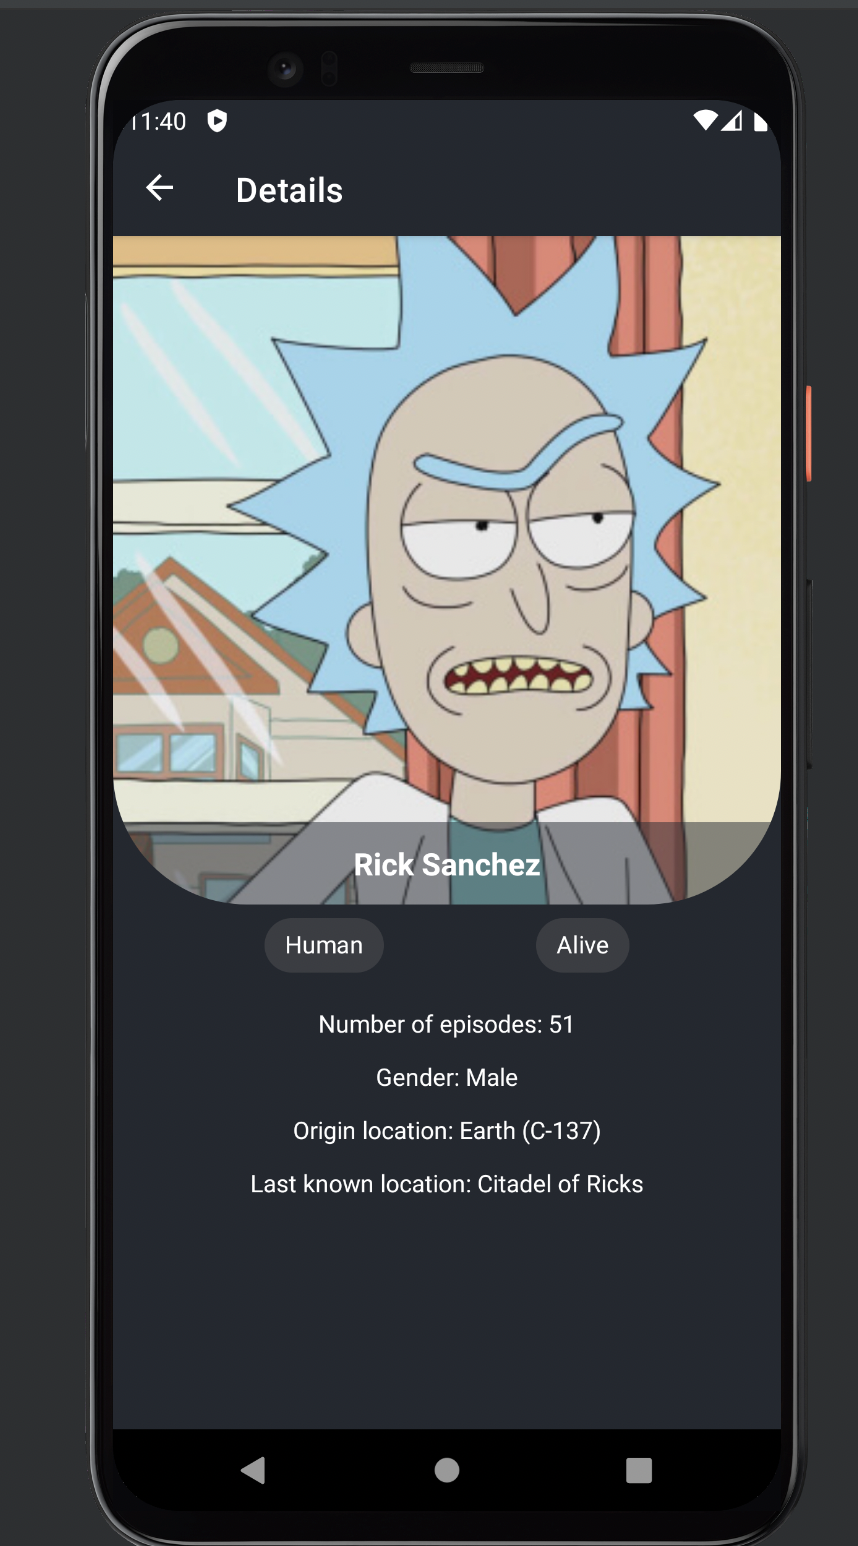 11:40
Details
Rick Sanchez
Human
Alive
Number of episodes: 51
Gender: Male
Origin location: Earth (C-137)
Last known location: Citadel of Ricks